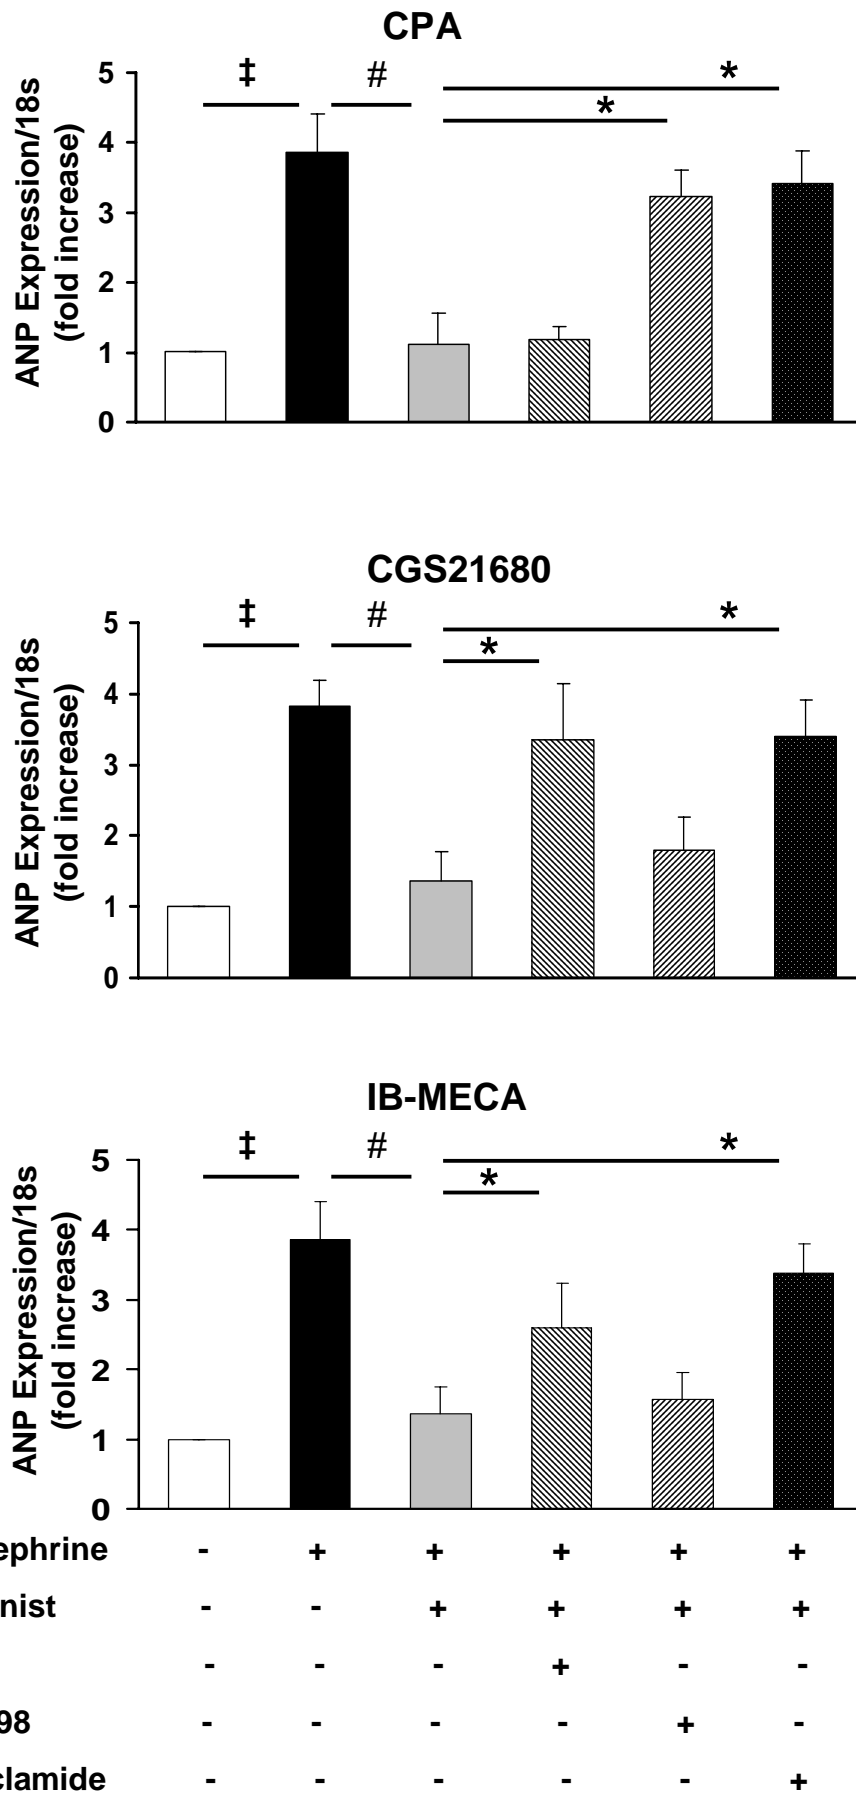 CPA
‡ # * *
ANP Expression/18s
(fold increase)
5
4
3
2
1
0
CGS21680
‡ # * *
ANP Expression/18s
(fold increase)
5
4
3
2
1
0
IB-MECA
‡ # * *
ANP Expression/18s
(fold increase)
5
4
3
2
1
0
ephrine - + + + + +
nist - - + + + +
- - - + - -
98 - - - - + -
clamide - - - - - +